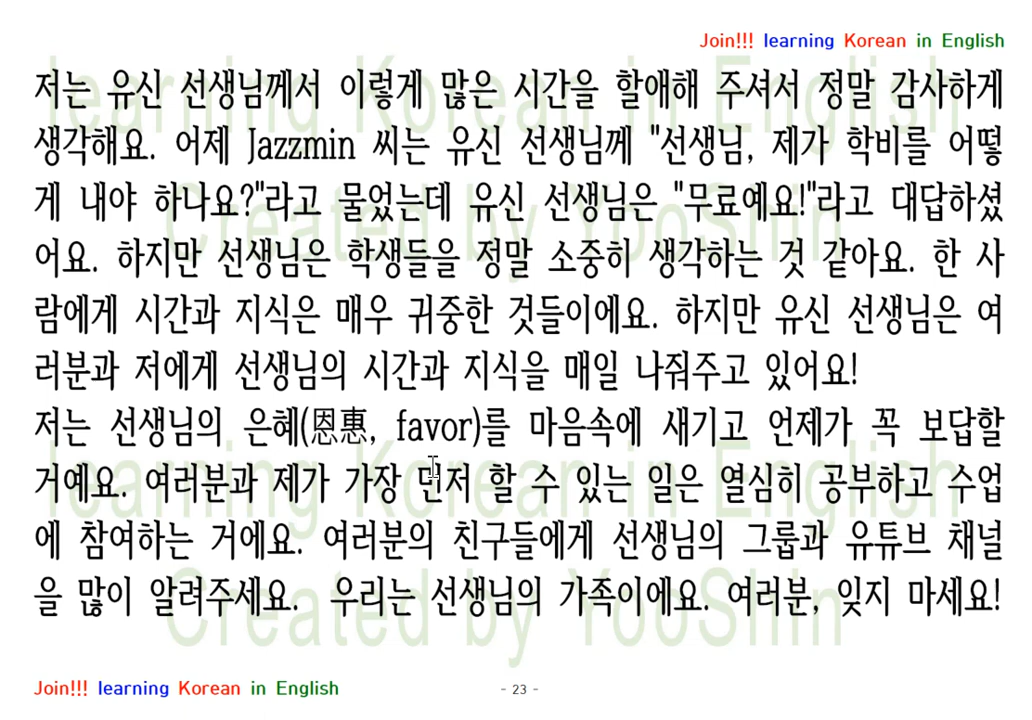 Join!!! learning Korean in English
저는 유신 선생님께서 이렇게 많은 시간을 할애해 주셔서 정말 감사하게
생각해요. 어제 Jazzmin 씨는 유신 선생님께 "선생님, 제가 학비를 어떻
게 내야 하나요?"라고 물었는데 유신 선생님은 "무료예요!"라고 대답하셨
어요. 하지만 선생님은 학생들을 정말 소중히 생각하는 것 같아요. 한 사
람에게 시간과 지식은 매우 귀중한 것들이에요. 하지만 유신 선생님은 여
러분과 저에게 선생님의 시간과 지식을 매일 나눠주고 있어요!
저는 선생님의 은혜(恩惠, favor)를 마음속에 새기고 언제가 꼭 보답할
거예요. 여러분과 제가 가장 먼저 할 수 있는 일은 열심히 공부하고 수업
에 참여하는 거에요. 여러분의 친구들에게 선생님의 그룹과 유튜브 채널
을 많이 알려주세요. 우리는 선생님의 가족이에요. 여러분, 잊지 마세요!
learning Korean in English
Created by YooShin
learning Korean in English
Created by YooShin
Join!!! learning Korean in English
- 23 -